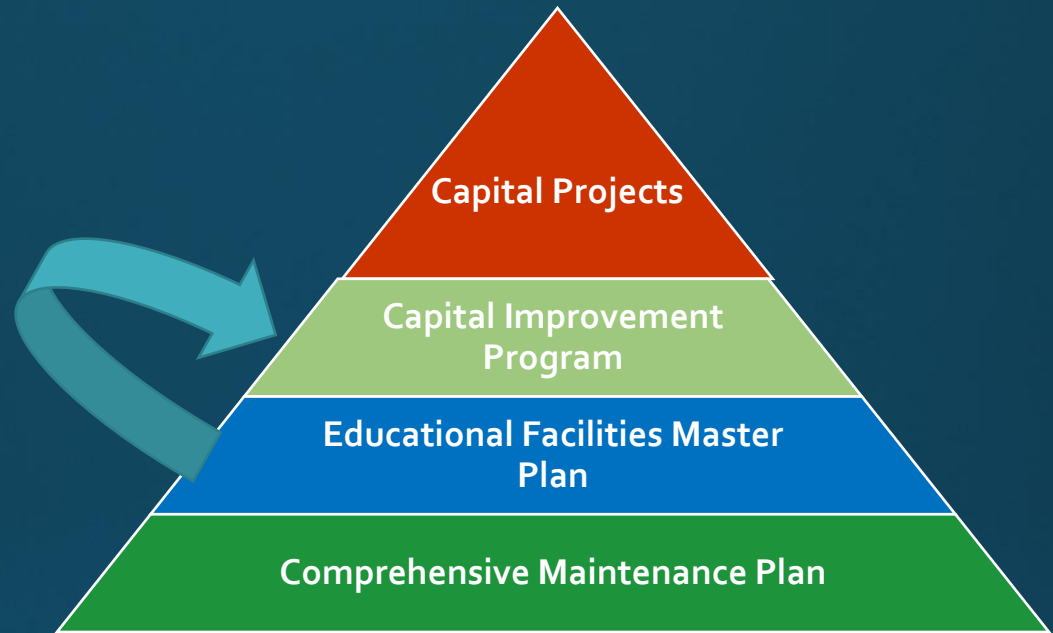 Capital Projects
Capital Improvement
Program
Educational Facilities Master
Plan
Comprehensive Maintenance Plan